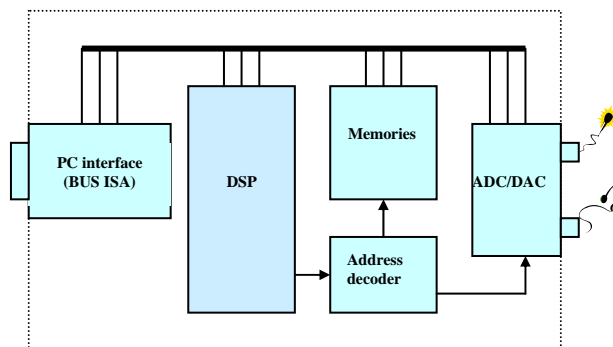 PC interface
(BUS ISA)
DSP
Memories
ADC/DAC
Address
decoder